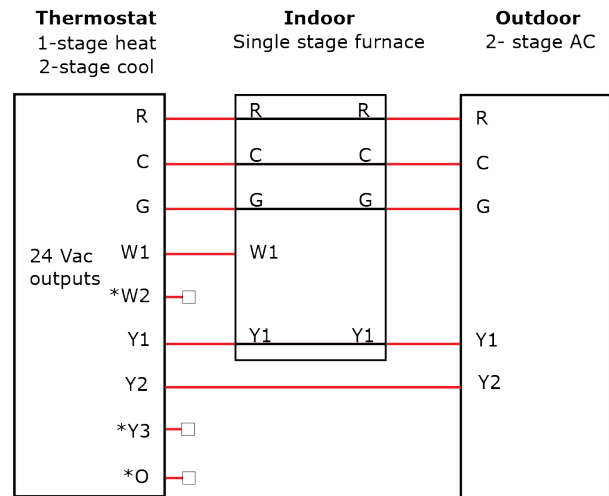 Thermostat
1-stage heat
2-stage cool
Indoor
Single stage furnace
Outdoor
2- stage AC
R
R
R
R
C
C
C
C
G
G
G
G
24 Vac
outputs
W1
W1
*W2
Y1
Y1
Y1
Y1
Y2
Y2
*Y3
*O